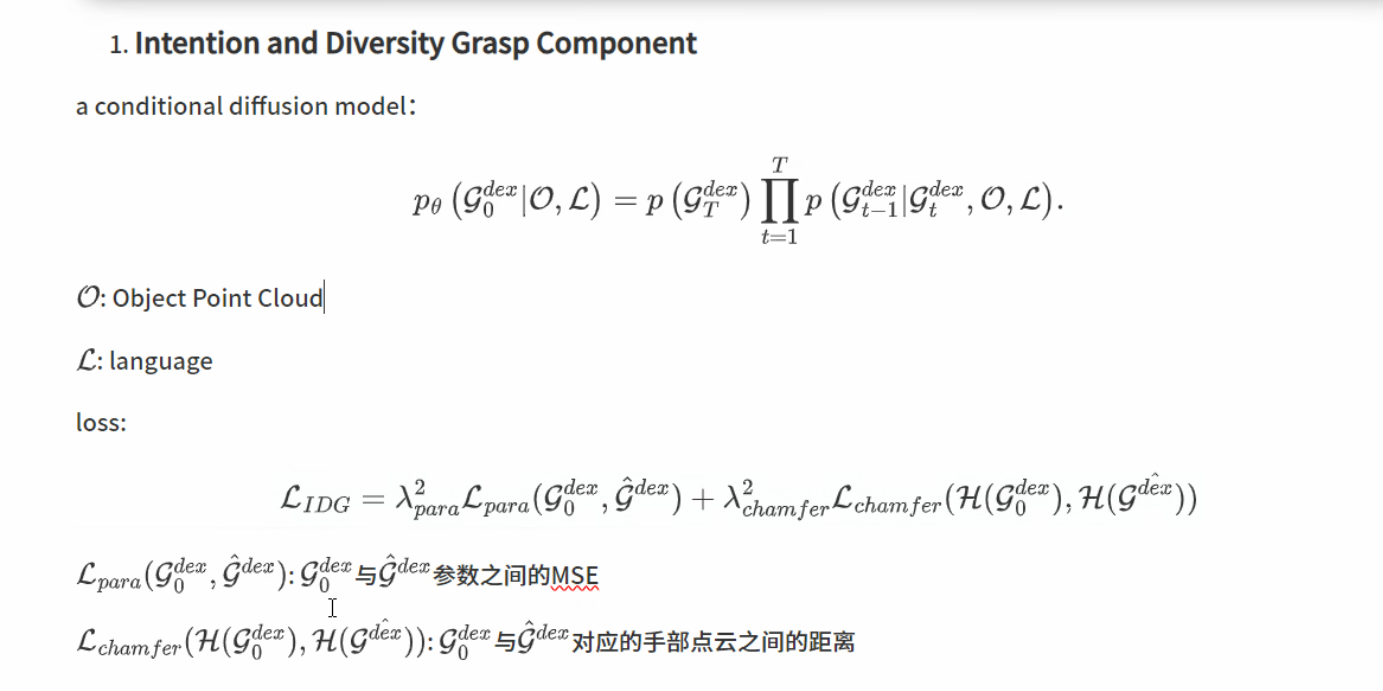 1. Intention and Diversity Grasp Component
a conditional diffusion model：
$p_\theta\left(\mathcal{G}_0^{dex}|\mathcal{O},\mathcal{L}\right)=p\left(\mathcal{G}_T^{dex}\right)\prod_{t=1}^{T}p\left(\mathcal{G}_{t-1}^{dex}|\mathcal{G}_t^{dex},\mathcal{O},\mathcal{L}\right).$
$\mathcal{O}$: Object Point Cloud
$\mathcal{L}$: language
loss:
$\mathcal{L}_{IDG}=\lambda_{para}^{2}\mathcal{L}_{para}(\mathcal{G}_0^{dex},\hat{\mathcal{G}}^{dex})+\lambda_{chamfer}^{2}\mathcal{L}_{chamfer}(\mathcal{H}(\mathcal{G}_0^{dex}),\mathcal{H}(\mathcal{G}^{\hat{dex}}))$
$\mathcal{L}_{para}(\mathcal{G}_0^{dex},\hat{\mathcal{G}}^{dex})$: $\mathcal{G}_0^{dex}$与$\hat{\mathcal{G}}^{dex}$参数之间的MSE
$\mathcal{L}_{chamfer}(\mathcal{H}(\mathcal{G}_0^{dex}),\mathcal{H}(\mathcal{G}^{\hat{dex}}))$: $\mathcal{G}_0^{dex}$与$\hat{\mathcal{G}}^{dex}$对应的手部点云之间的距离